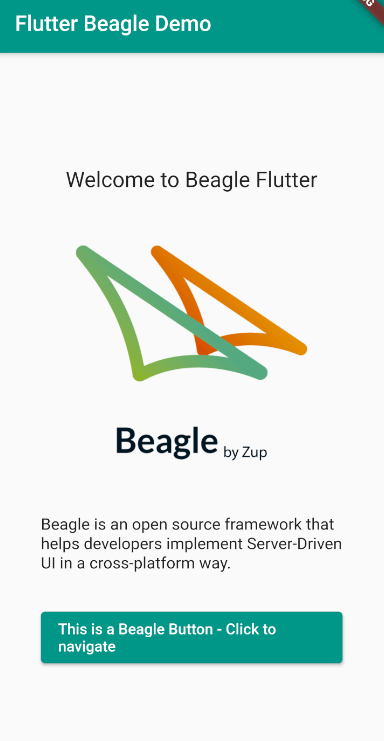 Flutter Beagle Demo
Welcome to Beagle Flutter
Beagle by Zup
Beagle is an open source framework that
helps developers implement Server-Driven
UI in a cross-platform way.
This is a Beagle Button - Click to
navigate